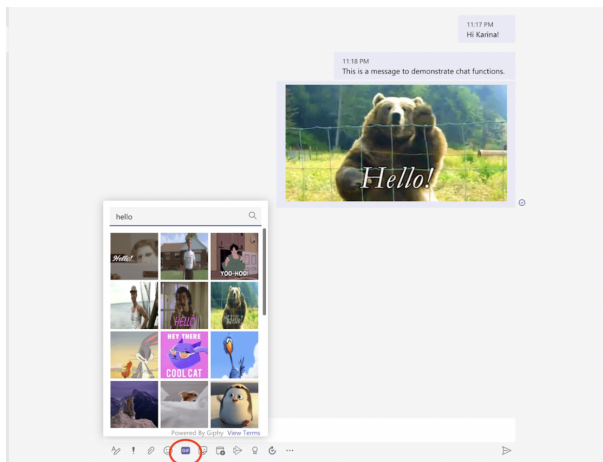 11:17 PM
Hi Karina!
11:18 PM
This is a message to demonstrate chat functions.
Hello!
hello
Hello!
YOO-HOO!
HELLO
HEY THERE
COOL CAT
Powered By Giphy View Terms
GIF